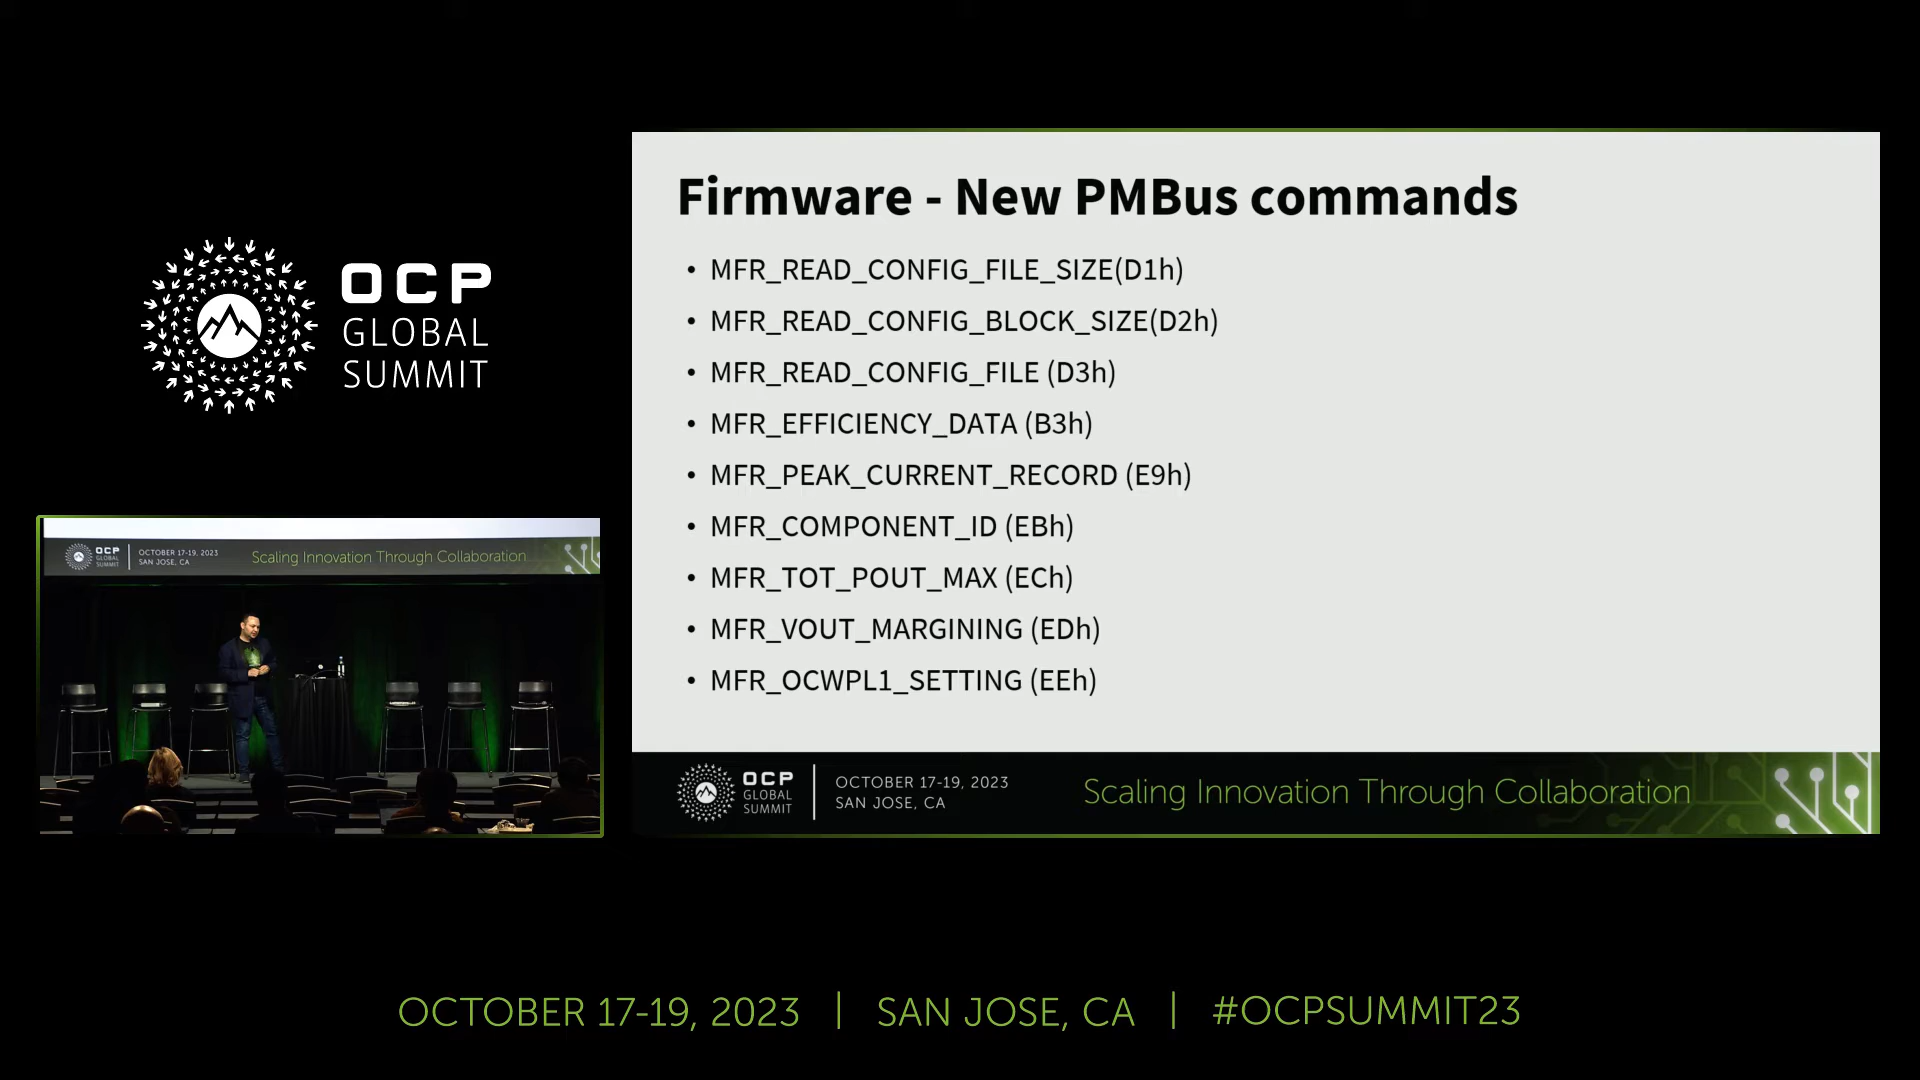 OCP
GLOBAL
SUMMIT
OCP
GLOBAL
SUMMIT
OCTOBER 17-19, 2023
SAN JOSE, CA
Scaling Innovation Through Collaboration
Firmware - New PMBus commands
• MFR_READ_CONFIG_FILE_SIZE(D1h)
• MFR_READ_CONFIG_BLOCK_SIZE(D2h)
• MFR_READ_CONFIG_FILE (D3h)
• MFR_EFFICIENCY_DATA (B3h)
• MFR_PEAK_CURRENT_RECORD (E9h)
• MFR_COMPONENT_ID (EBh)
• MFR_TOT_POUT_MAX (ECh)
• MFR_VOUT_MARGINING (EDh)
• MFR_OCWPL1_SETTING (EEh)
OCP
GLOBAL
SUMMIT
OCTOBER 17-19, 2023
SAN JOSE, CA
Scaling Innovation Through Collaboration
OCTOBER 17-19, 2023 | SAN JOSE, CA | #OCPSUMMIT23